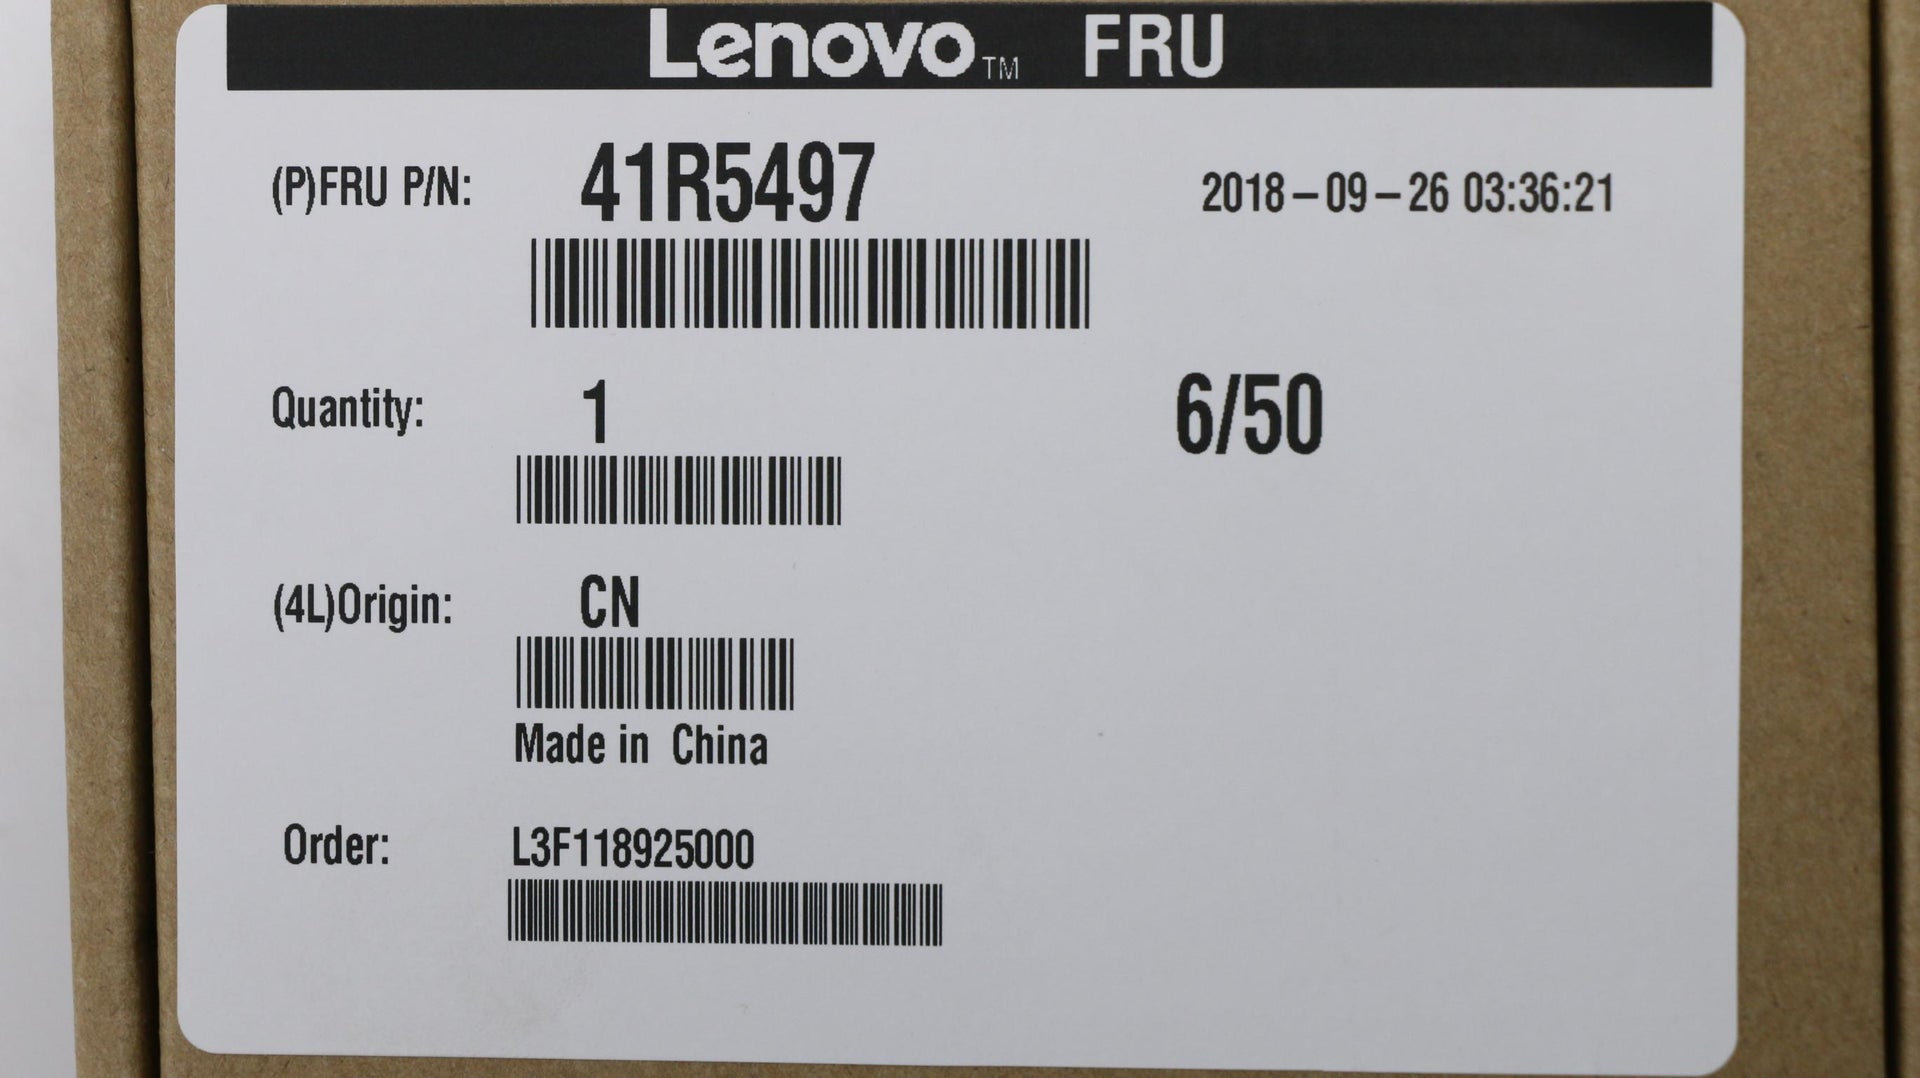 Lenovo™ FRU
(P)FRU P/N: 41R5497 2018-09-26 03:36:21
Quantity: 1 6/50
(4L)Origin: CN
Made in China
Order: L3F118925000